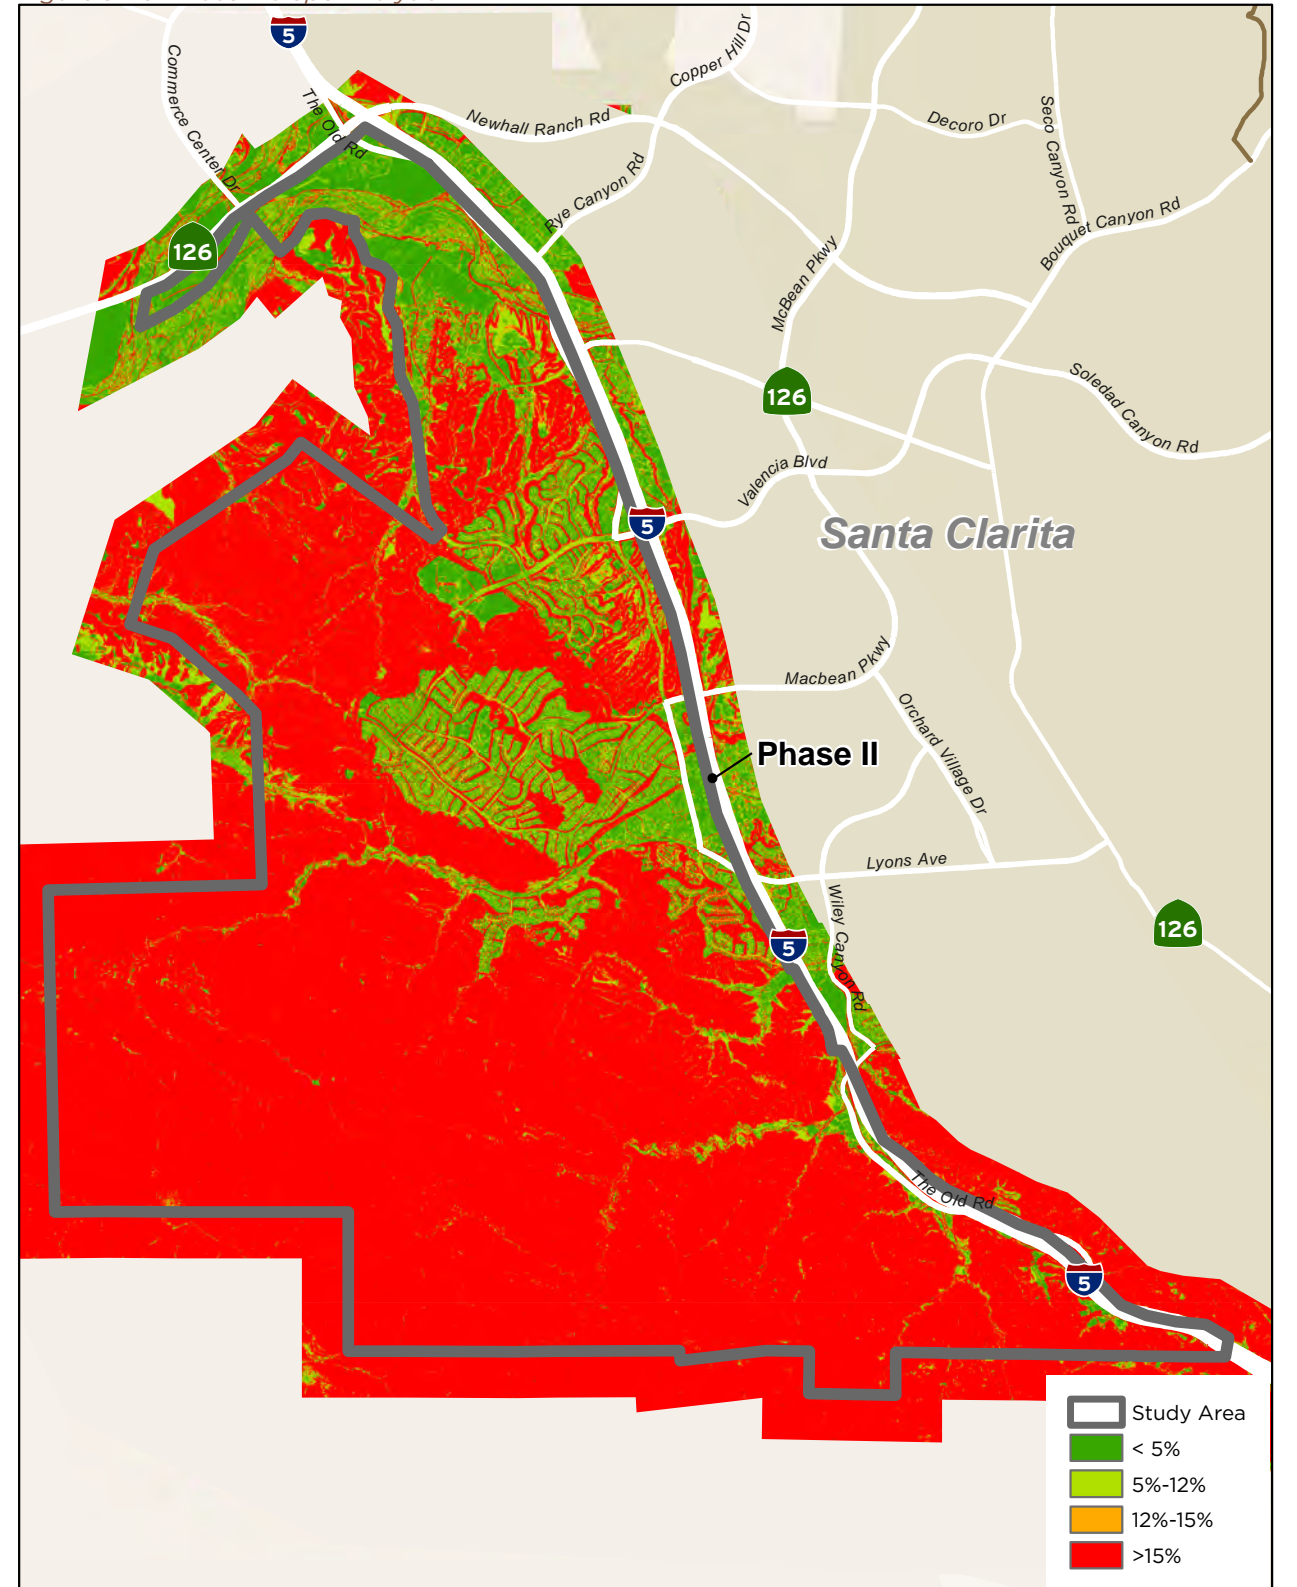 5
Commerce Center Dr
The Old Rd
Newhall Ranch Rd
Copper Hill Dr
Decoro Dr
Seco Canyon Rd
Rye Canyon Rd
Bouquet Canyon Rd
126
McBean Pkwy
126
Soledad Canyon Rd
Valencia Blvd
5
Santa Clarita
Macbean Pkwy
Orchard Village Dr
Phase II
Lyons Ave
Wiley Canyon Rd
126
5
The Old Rd
5
Study Area
< 5%
5%-12%
12%-15%
>15%